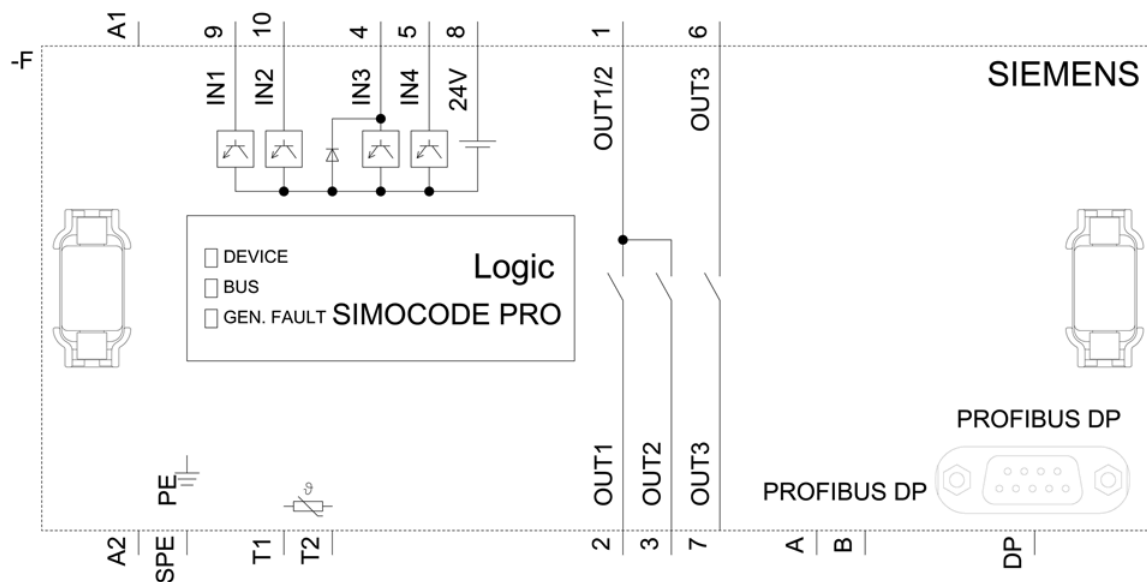 A1
9
10
4
5
8
1
6
-F
IN1
IN2
IN3
IN4
24V
OUT1/2
OUT3
SIEMENS
DEVICE
BUS
GEN. FAULT
Logic
SIMOCODE PRO
PROFIBUS DP
PE
ϑ
OUT1
OUT2
OUT3
PROFIBUS DP
A2
SPE
T1
T2
2
3
7
A
B
DP